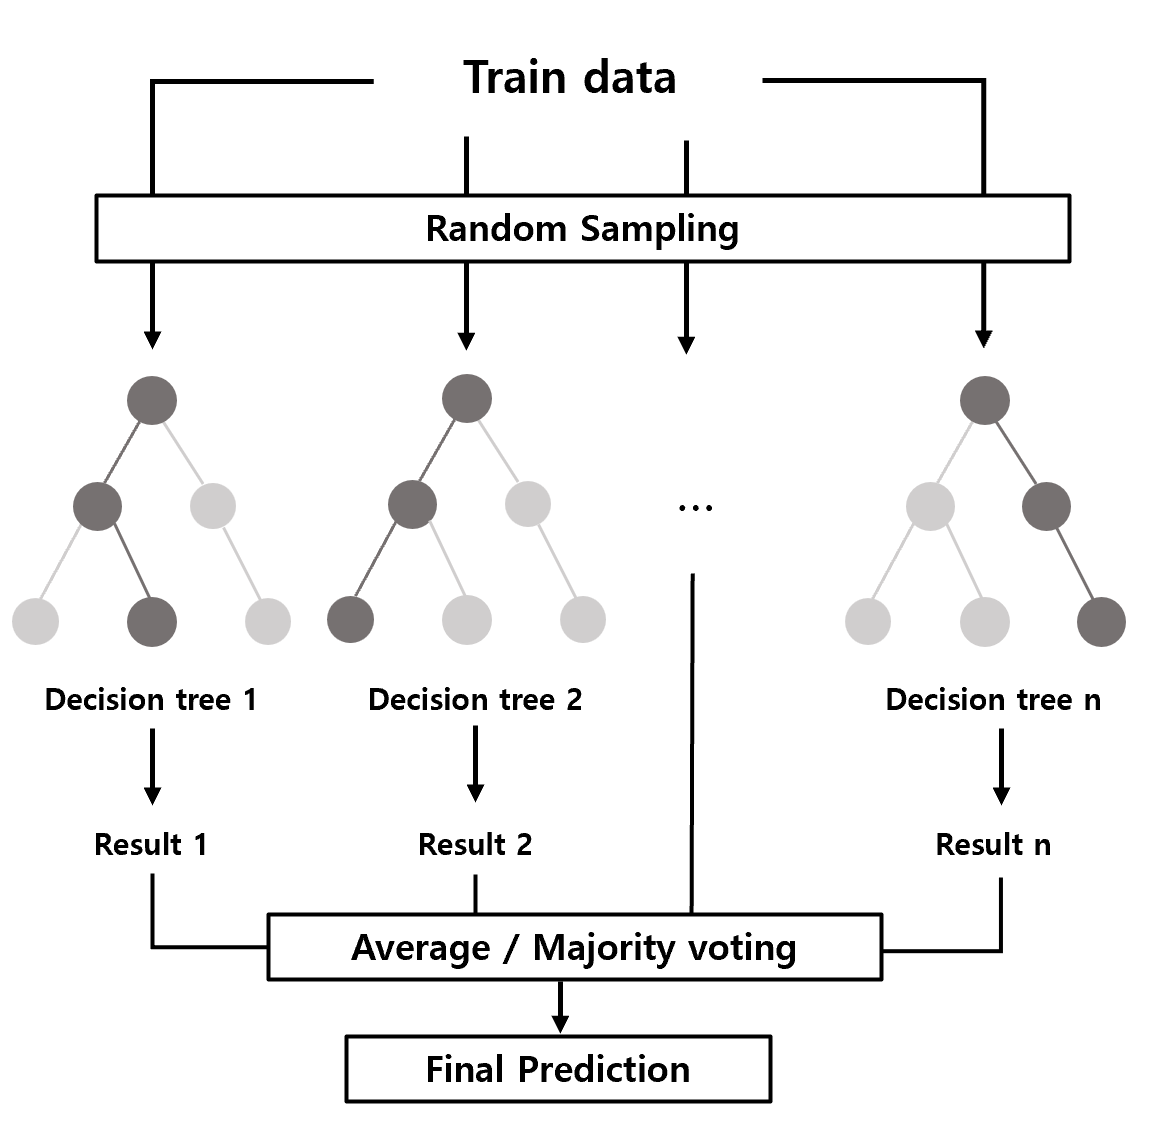 Train data
Random Sampling
...
Decision tree 1
Decision tree 2
Decision tree n
Result 1
Result 2
Result n
Average / Majority voting
Final Prediction